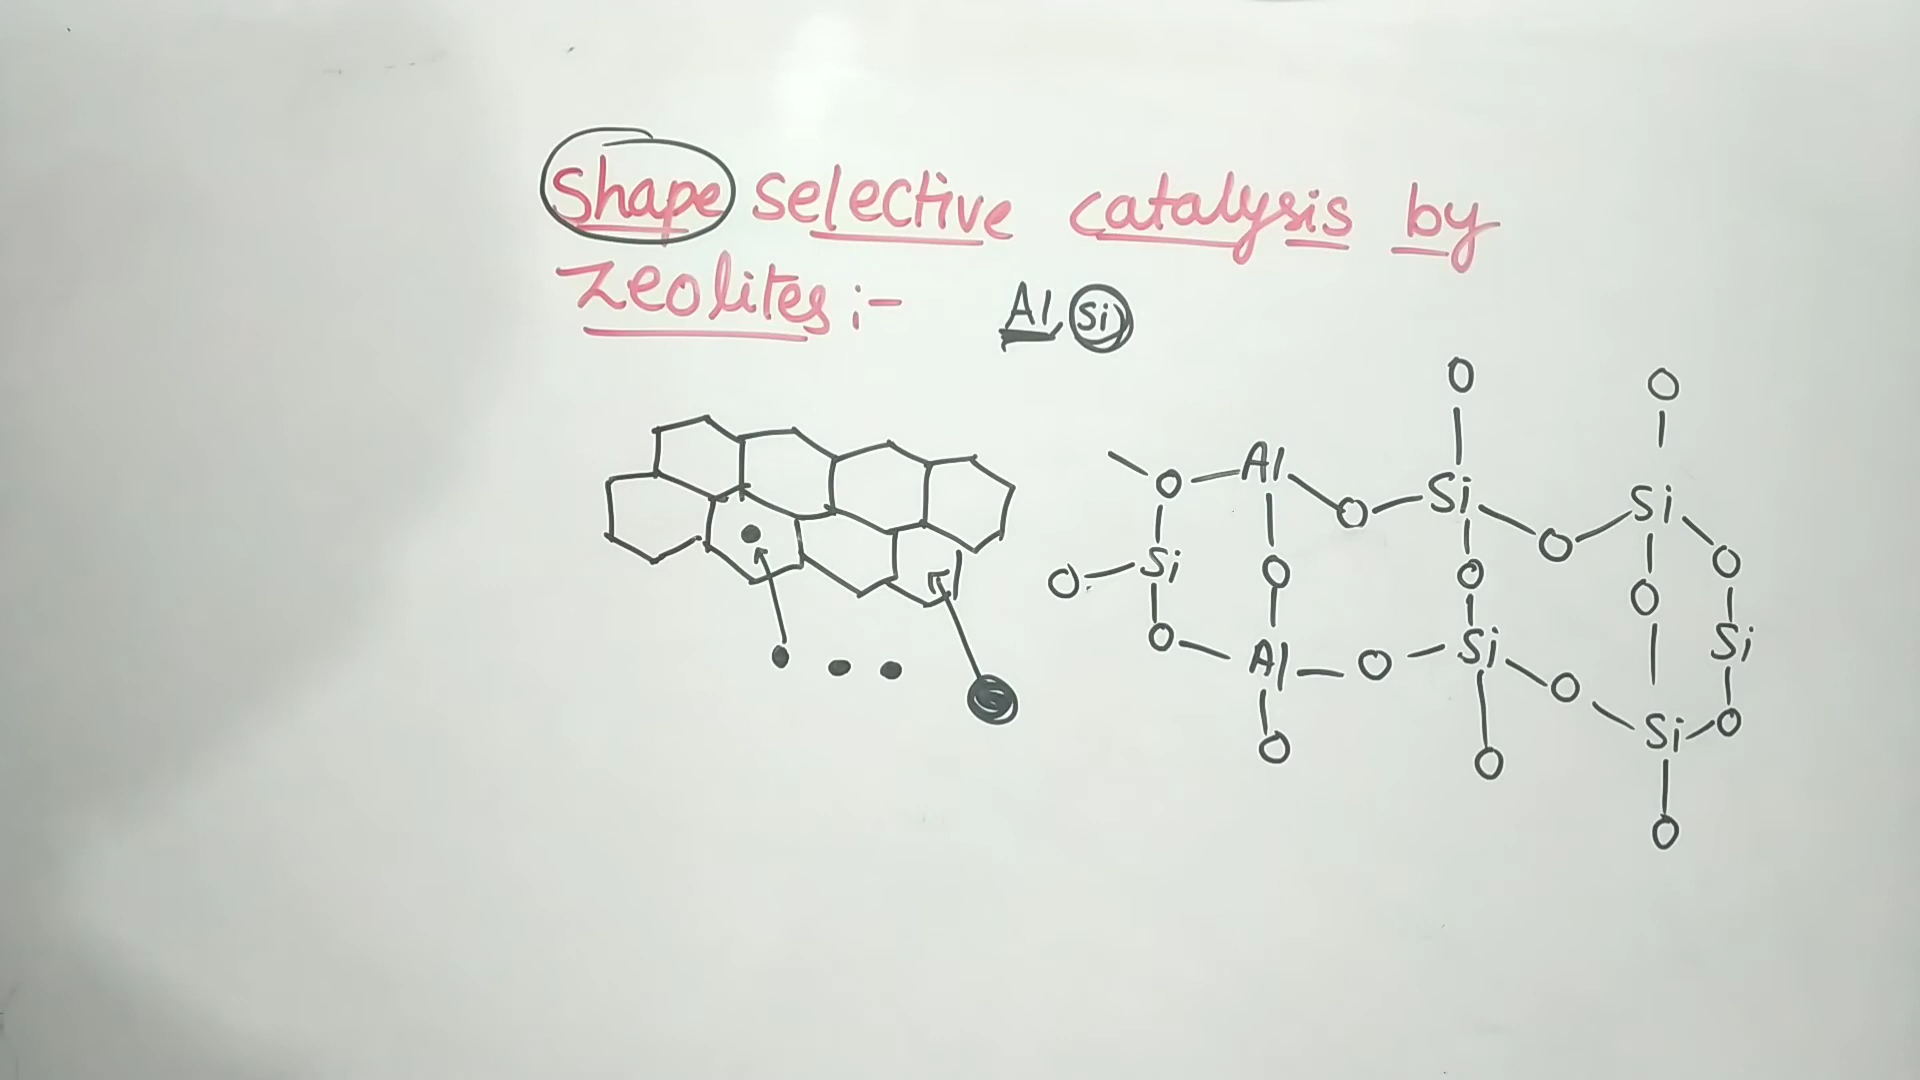 Shape selective catalysis by
Zeolites :-
Al, Si
O O
O Al Si Si
O O O
Si O O O
O Si
O Al O Si O
Si O
O O
O